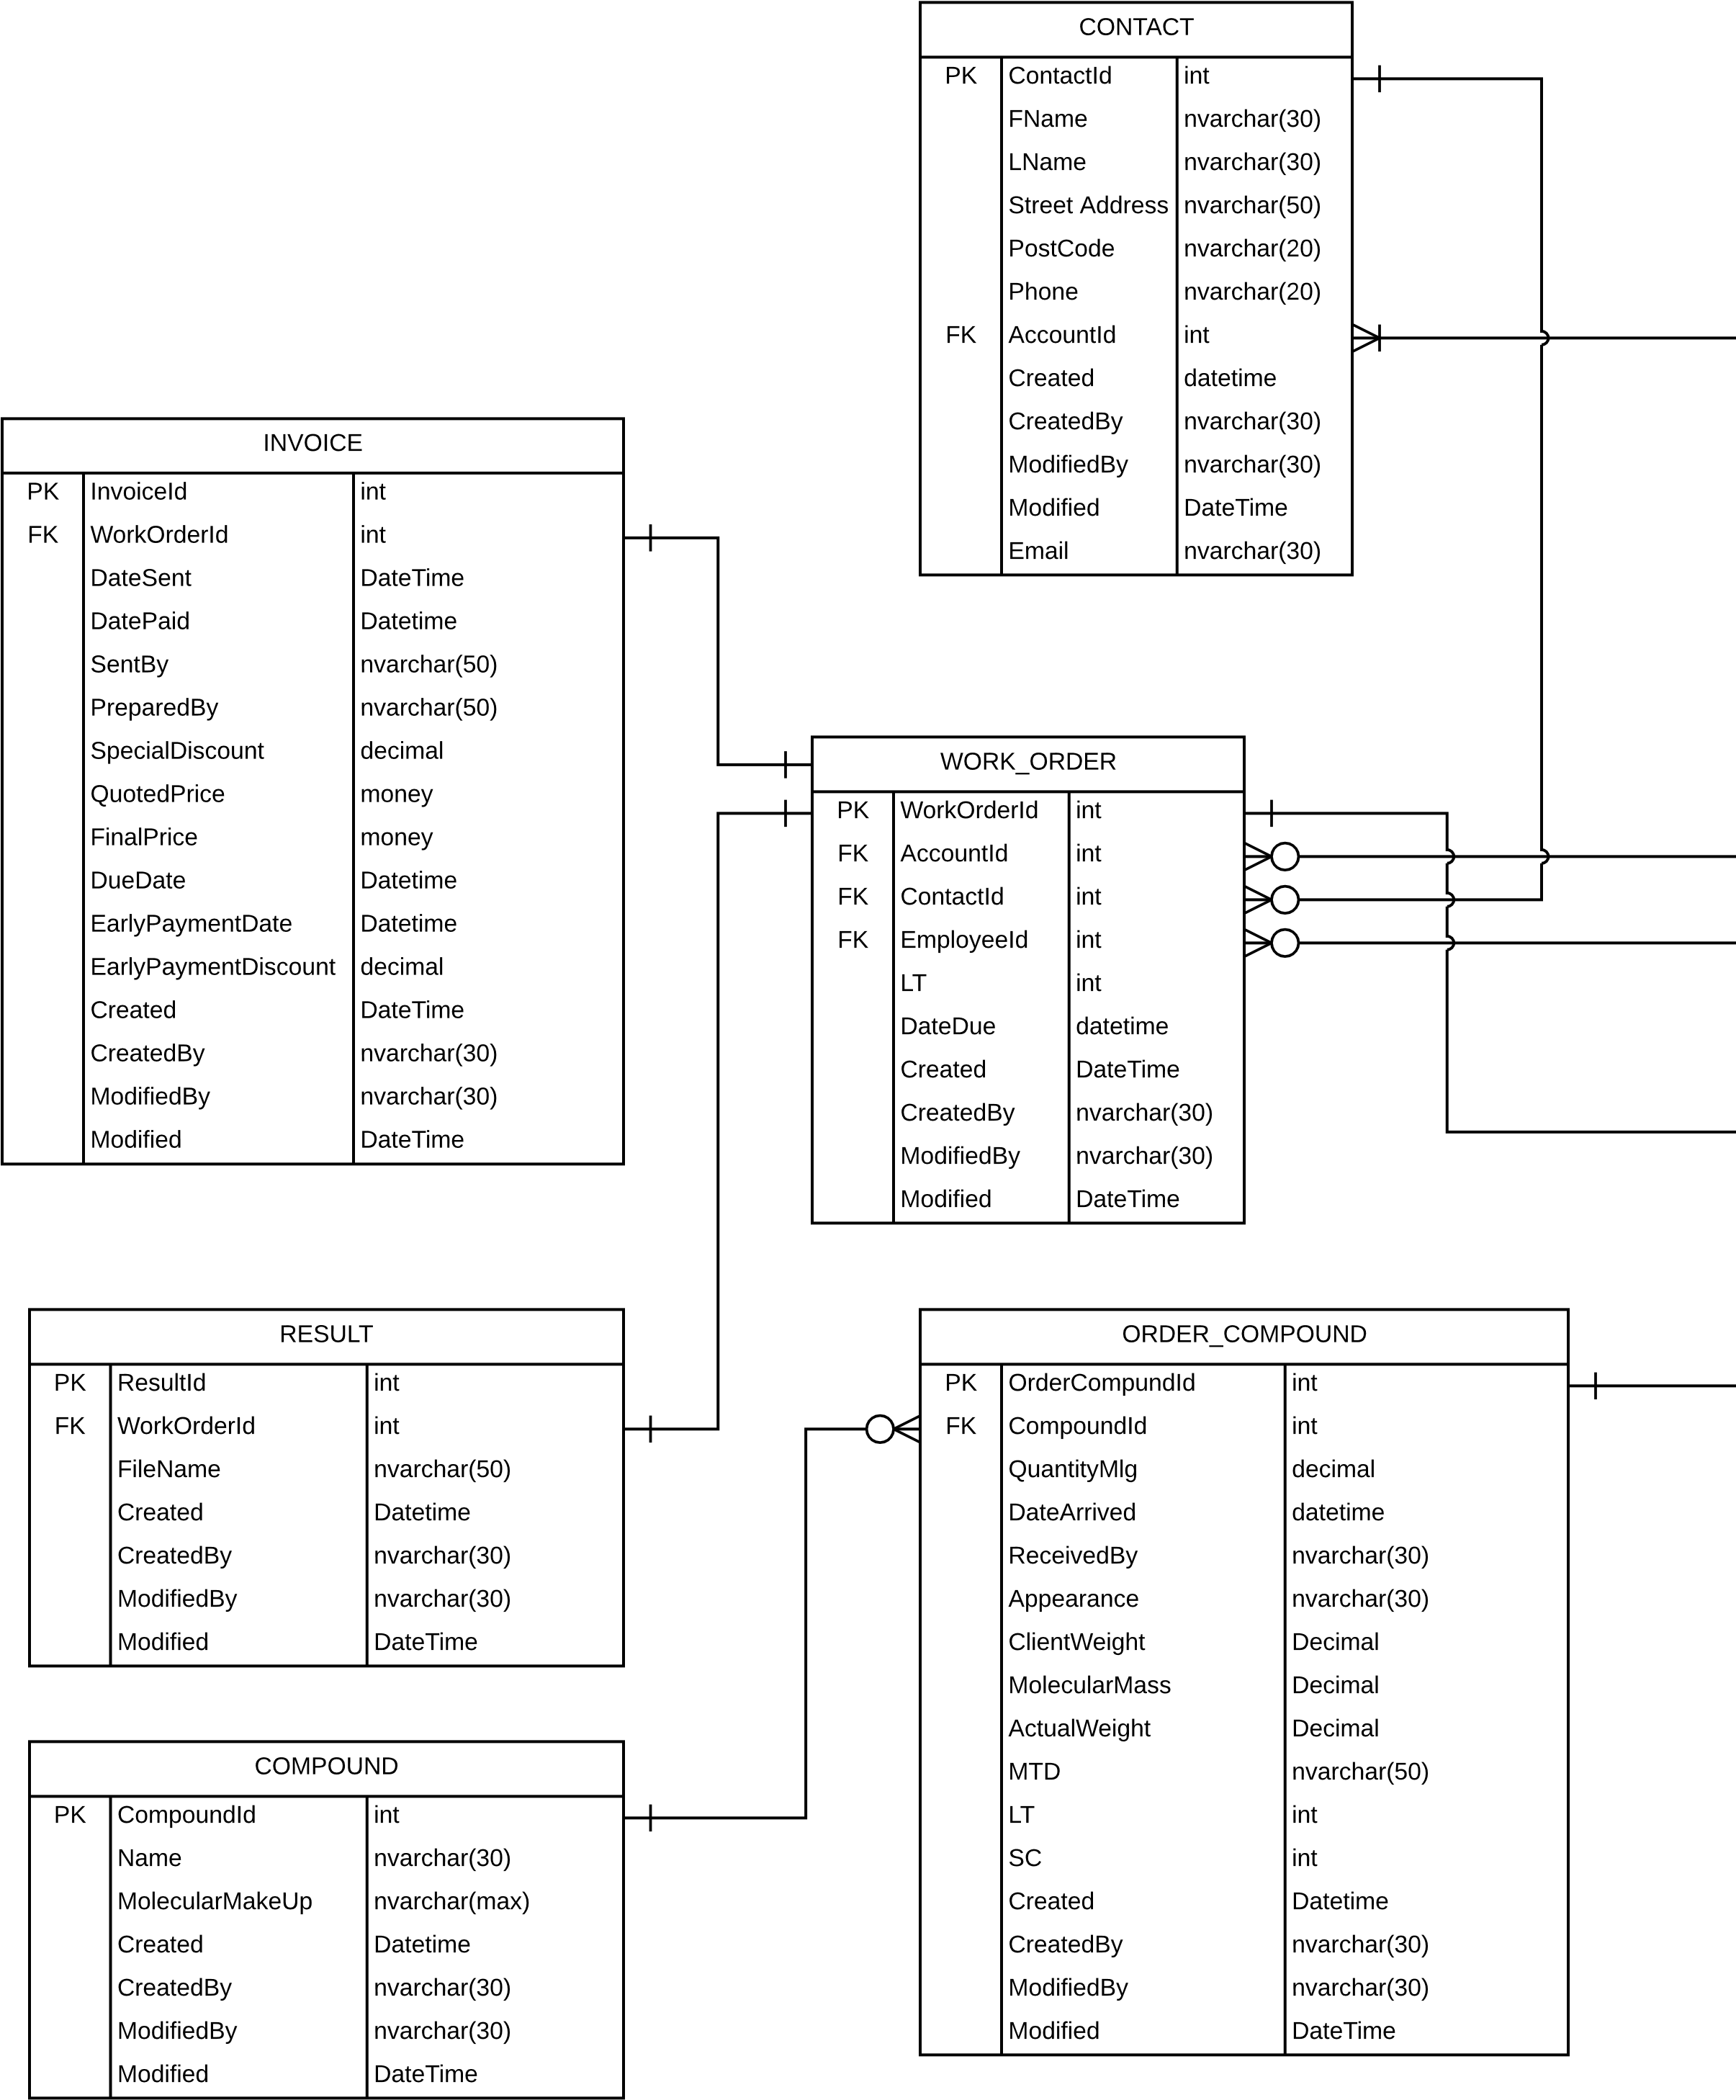 CONTACT
PK ContactId int
FName nvarchar(30)
LName nvarchar(30)
Street Address nvarchar(50)
PostCode nvarchar(20)
Phone nvarchar(20)
FK AccountId int
Created datetime
CreatedBy nvarchar(30)
ModifiedBy nvarchar(30)
Modified DateTime
Email nvarchar(30)
INVOICE
PK InvoiceId int
FK WorkOrderId int
DateSent DateTime
DatePaid Datetime
SentBy nvarchar(50)
PreparedBy nvarchar(50)
SpecialDiscount decimal
QuotedPrice money
FinalPrice money
DueDate Datetime
EarlyPaymentDate Datetime
EarlyPaymentDiscount decimal
Created DateTime
CreatedBy nvarchar(30)
ModifiedBy nvarchar(30)
Modified DateTime
WORK_ORDER
PK WorkOrderId int
FK AccountId int
FK ContactId int
FK EmployeeId int
LT int
DateDue datetime
Created DateTime
CreatedBy nvarchar(30)
ModifiedBy nvarchar(30)
Modified DateTime
RESULT
PK ResultId int
FK WorkOrderId int
FileName nvarchar(50)
Created Datetime
CreatedBy nvarchar(30)
ModifiedBy nvarchar(30)
Modified DateTime
ORDER_COMPOUND
PK OrderCompundId int
FK CompoundId int
QuantityMlg decimal
DateArrived datetime
ReceivedBy nvarchar(30)
Appearance nvarchar(30)
ClientWeight Decimal
MolecularMass Decimal
ActualWeight Decimal
MTD nvarchar(50)
LT int
SC int
Created Datetime
CreatedBy nvarchar(30)
ModifiedBy nvarchar(30)
Modified DateTime
COMPOUND
PK CompoundId int
Name nvarchar(30)
MolecularMakeUp nvarchar(max)
Created Datetime
CreatedBy nvarchar(30)
ModifiedBy nvarchar(30)
Modified DateTime